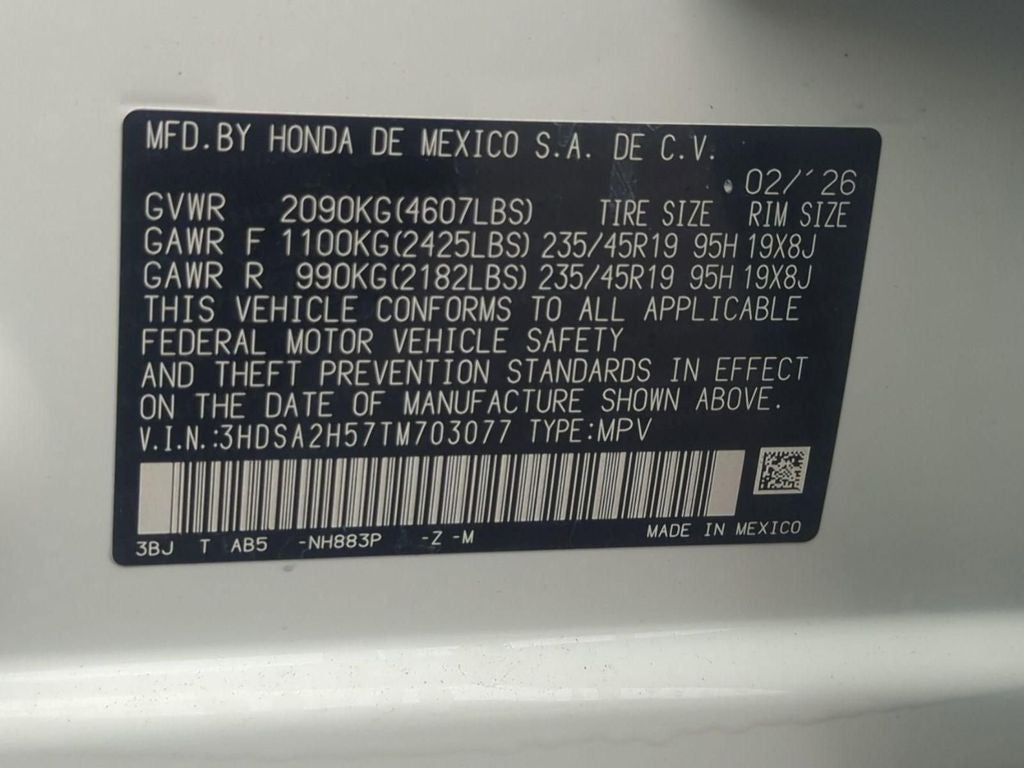 MFD.BY HONDA DE MEXICO S.A. DE C.V.
02/'26
GVWR 2090KG(4607LBS) TIRE SIZE RIM SIZE
GAWR F 1100KG(2425LBS) 235/45R19 95H 19X8J
GAWR R 990KG(2182LBS) 235/45R19 95H 19X8J
THIS VEHICLE CONFORMS TO ALL APPLICABLE
FEDERAL MOTOR VEHICLE SAFETY
AND THEFT PREVENTION STANDARDS IN EFFECT
ON THE DATE OF MANUFACTURE SHOWN ABOVE.
V.I.N.:3HDSA2H57TM703077 TYPE:MPV
MADE IN MEXICO
3BJ T AB5 -NH883P -Z -M